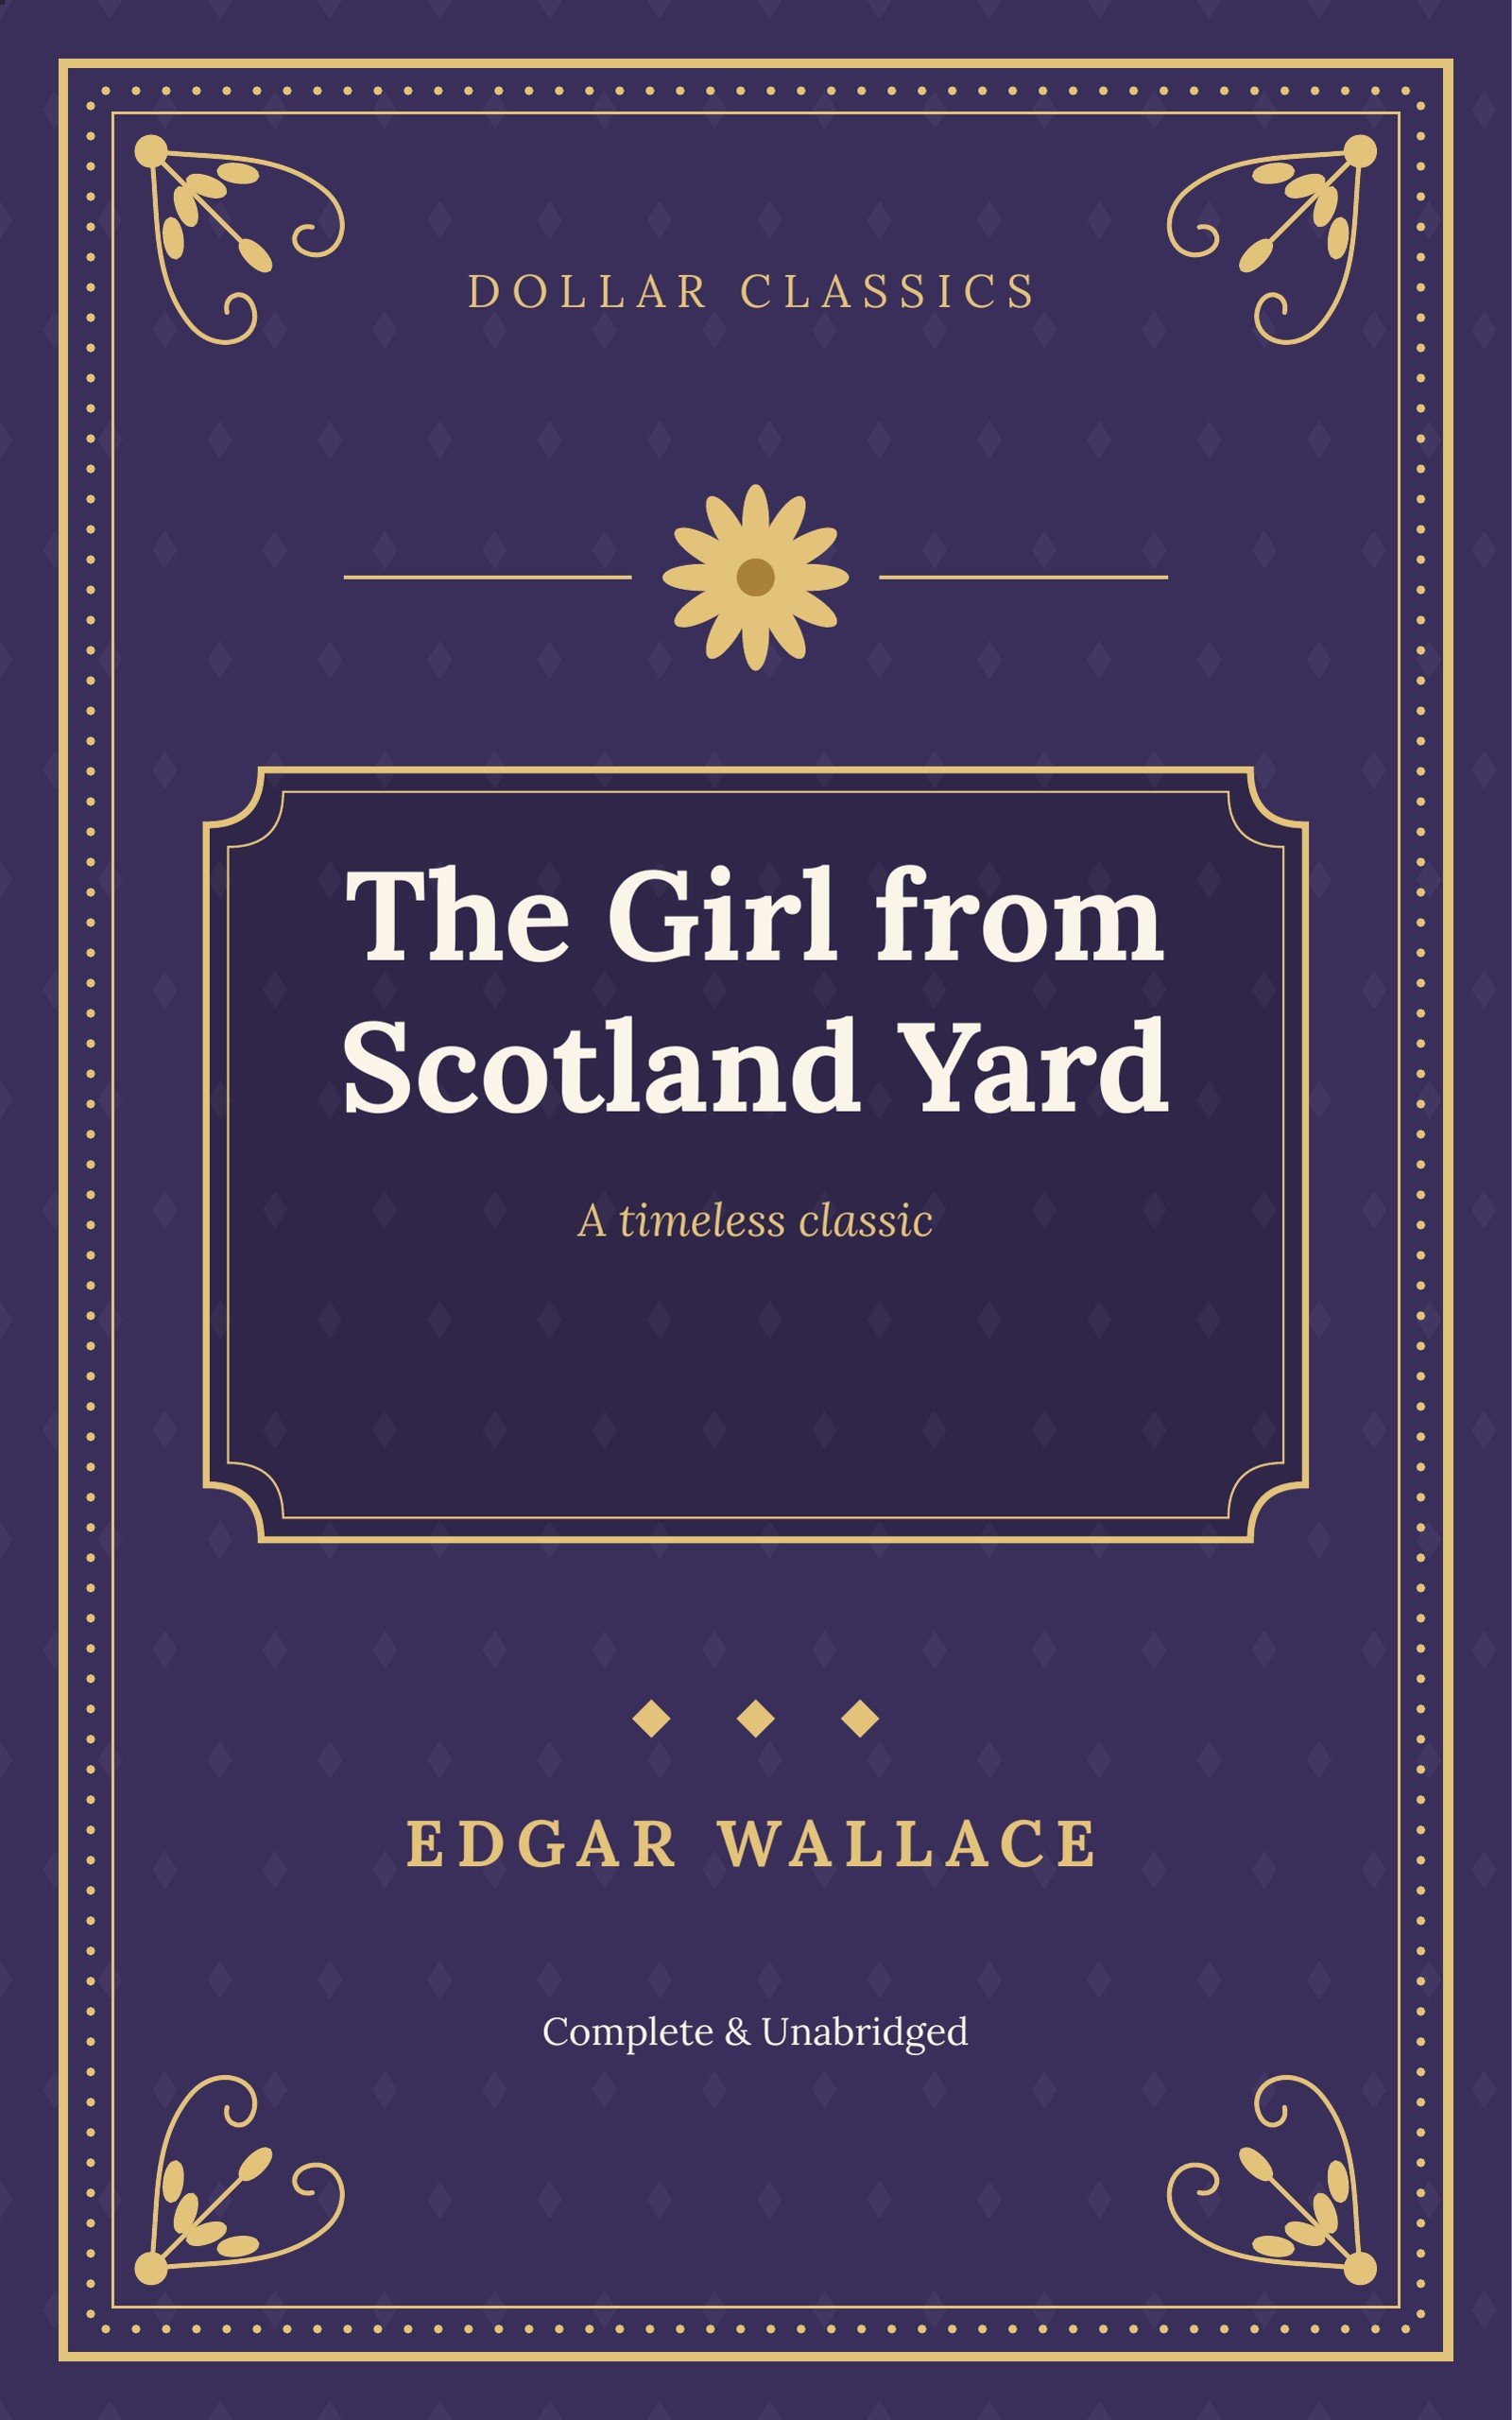 DOLLAR CLASSICS
The Girl from
Scotland Yard
A timeless classic
EDGAR WALLACE
Complete & Unabridged